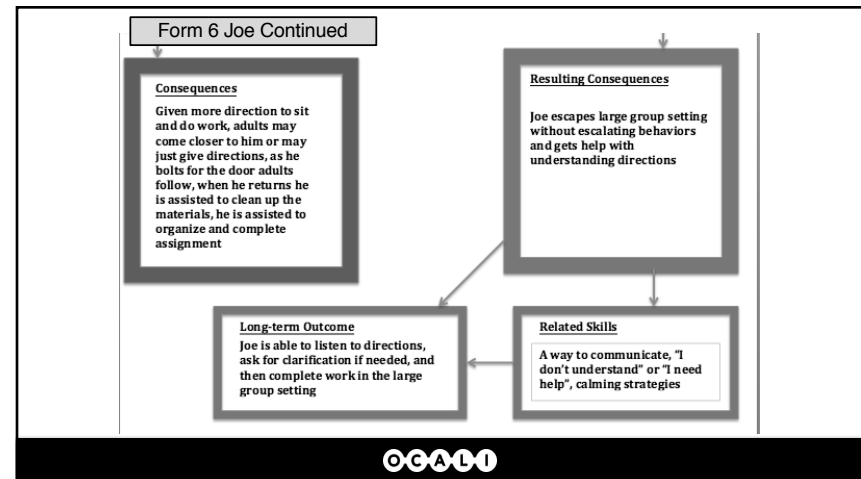 Form 6 Joe Continued
Consequences
Given more direction to sit
and do work, adults may
come closer to him or may
just give directions, as he
bolts for the door adults
follow, when he returns he
is assisted to clean up the
materials, he is assisted to
organize and complete
assignment
Resulting Consequences
Joe escapes large group setting
without escalating behaviors
and gets help with
understanding directions
Long-term Outcome
Joe is able to listen to directions,
ask for clarification if needed, and
then complete work in the large
group setting
Related Skills
A way to communicate, “I
don’t understand” or “I need
help”, calming strategies
OCALI